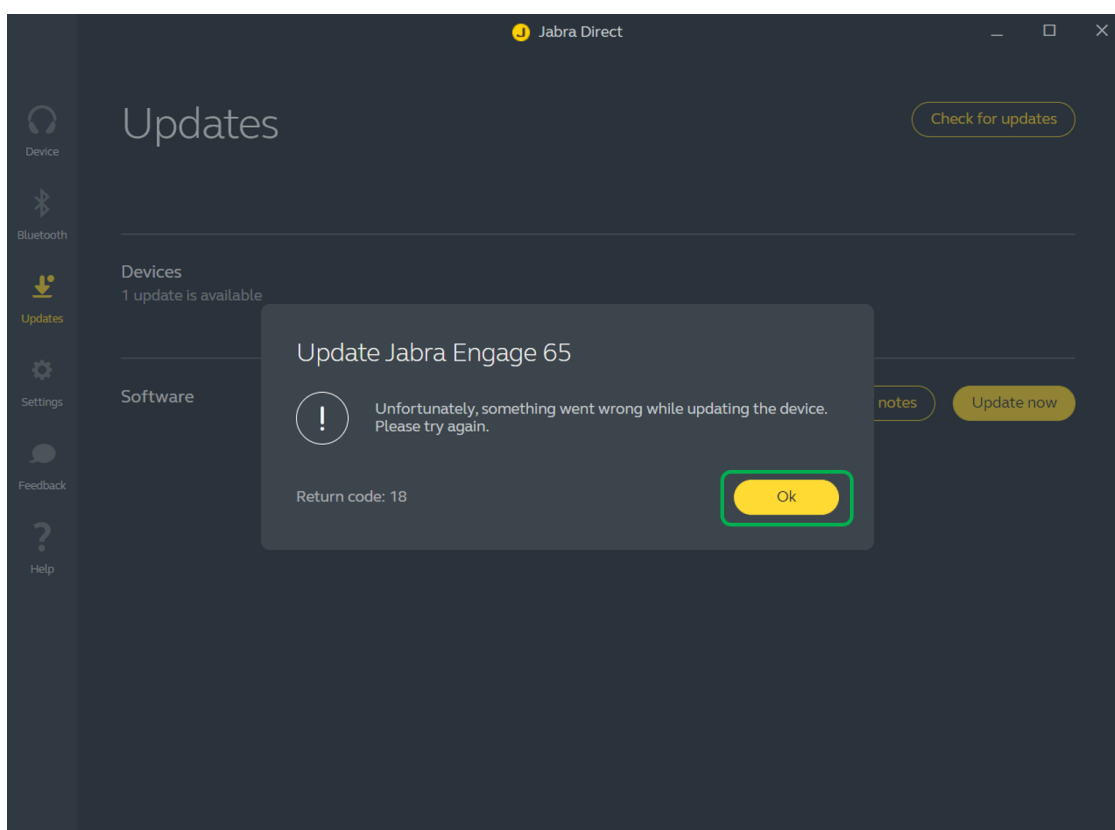 Jabra Direct
Updates
Check for updates
Device
Bluetooth
Devices
1 update is available
Updates
Update Jabra Engage 65
Settings
Software
Unfortunately, something went wrong while updating the device.
Please try again.
notes
Update now
Feedback
Return code: 18
Ok
Help